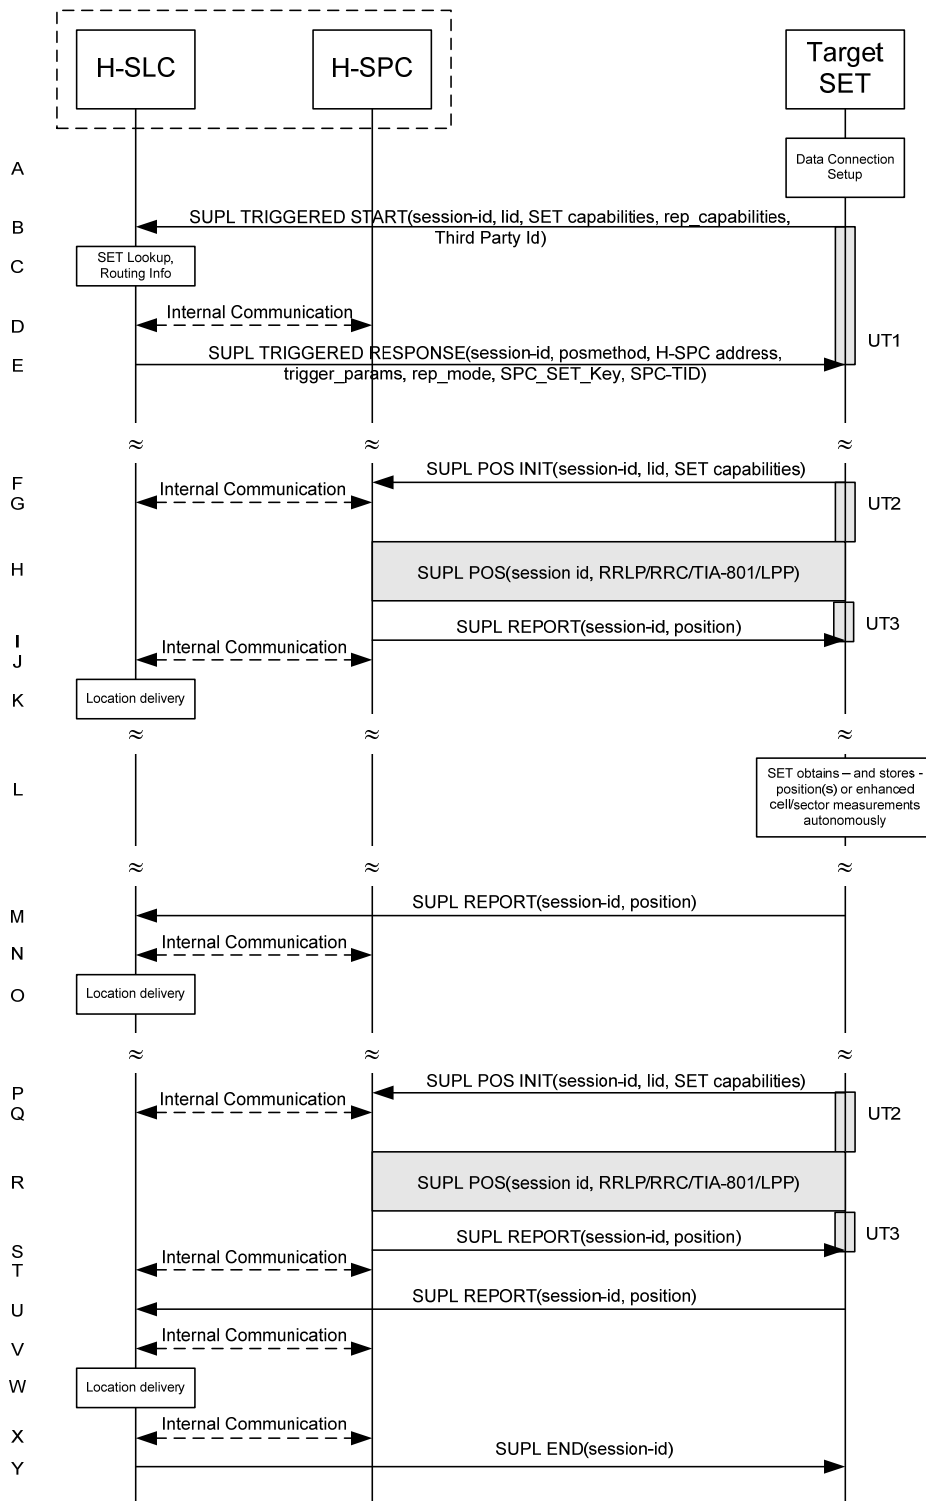 H-SLC
H-SPC
Target
SET
A
Data Connection
Setup
B
SUPL TRIGGERED START(session-id, lid, SET capabilities, rep_capabilities,
Third Party Id)
C
SET Lookup,
Routing Info
D
Internal Communication
UT1
E
SUPL TRIGGERED RESPONSE(session-id, posmethod, H-SPC address,
trigger_params, rep_mode, SPC_SET_Key, SPC-TID)
≈ ≈ ≈
F
SUPL POS INIT(session-id, lid, SET capabilities)
G
Internal Communication
UT2
H
SUPL POS(session id, RRLP/RRC/TIA-801/LPP)
UT3
I
SUPL REPORT(session-id, position)
J
Internal Communication
K
Location delivery
≈ ≈ ≈
L
SET obtains – and stores -
position(s) or enhanced
cell/sector measurements
autonomously
≈ ≈ ≈
M
SUPL REPORT(session-id, position)
N
Internal Communication
O
Location delivery
≈ ≈ ≈
P
SUPL POS INIT(session-id, lid, SET capabilities)
Q
Internal Communication
UT2
R
SUPL POS(session id, RRLP/RRC/TIA-801/LPP)
UT3
S
SUPL REPORT(session-id, position)
T
Internal Communication
U
SUPL REPORT(session-id, position)
V
Internal Communication
W
Location delivery
X
Internal Communication
Y
SUPL END(session-id)